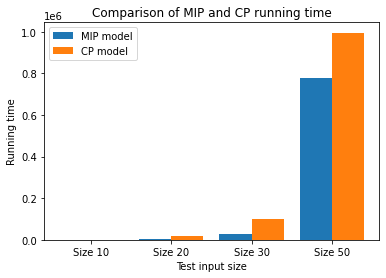 Comparison of MIP and CP running time
1e6
MIP model
CP model
1.0
0.8
0.6
0.4
0.2
0.0
Running time
Size 10 Size 20 Size 30 Size 50
Test input size